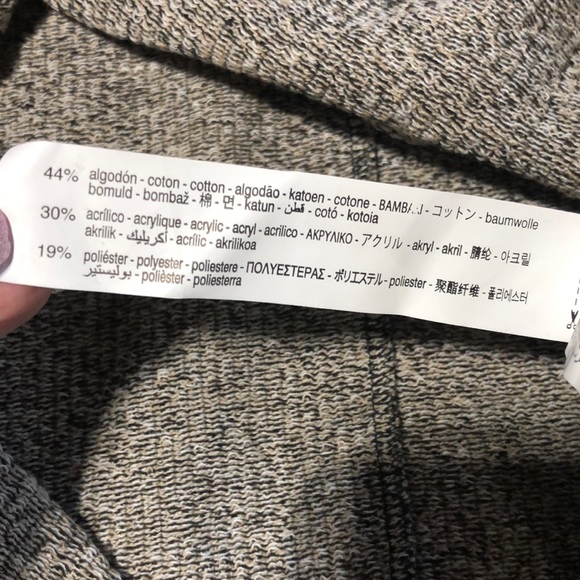 44% algodón - coton - cotton - algodão - katoen - cotone - - コットン - baumwolle
bomuld - bombaž - 棉 - 면 - katun - قطن - cotó - kotoia
30% acrílico - acrylique - acrylic - acryl - acrilico - ΑΚΡΥΛΙΚΟ - アクリル - akryl - akril - 腈纶 - 아크릴
akrilik - أكريليك - acrílic - akrilikoa
19% poliéster - polyester - poliestere - ΠΟΛΥΕΣΤΕΡΑΣ - ポリエステル - poliester - 聚酯纤维 - 폴리에스터
بوليستير - polièster - poliesterra